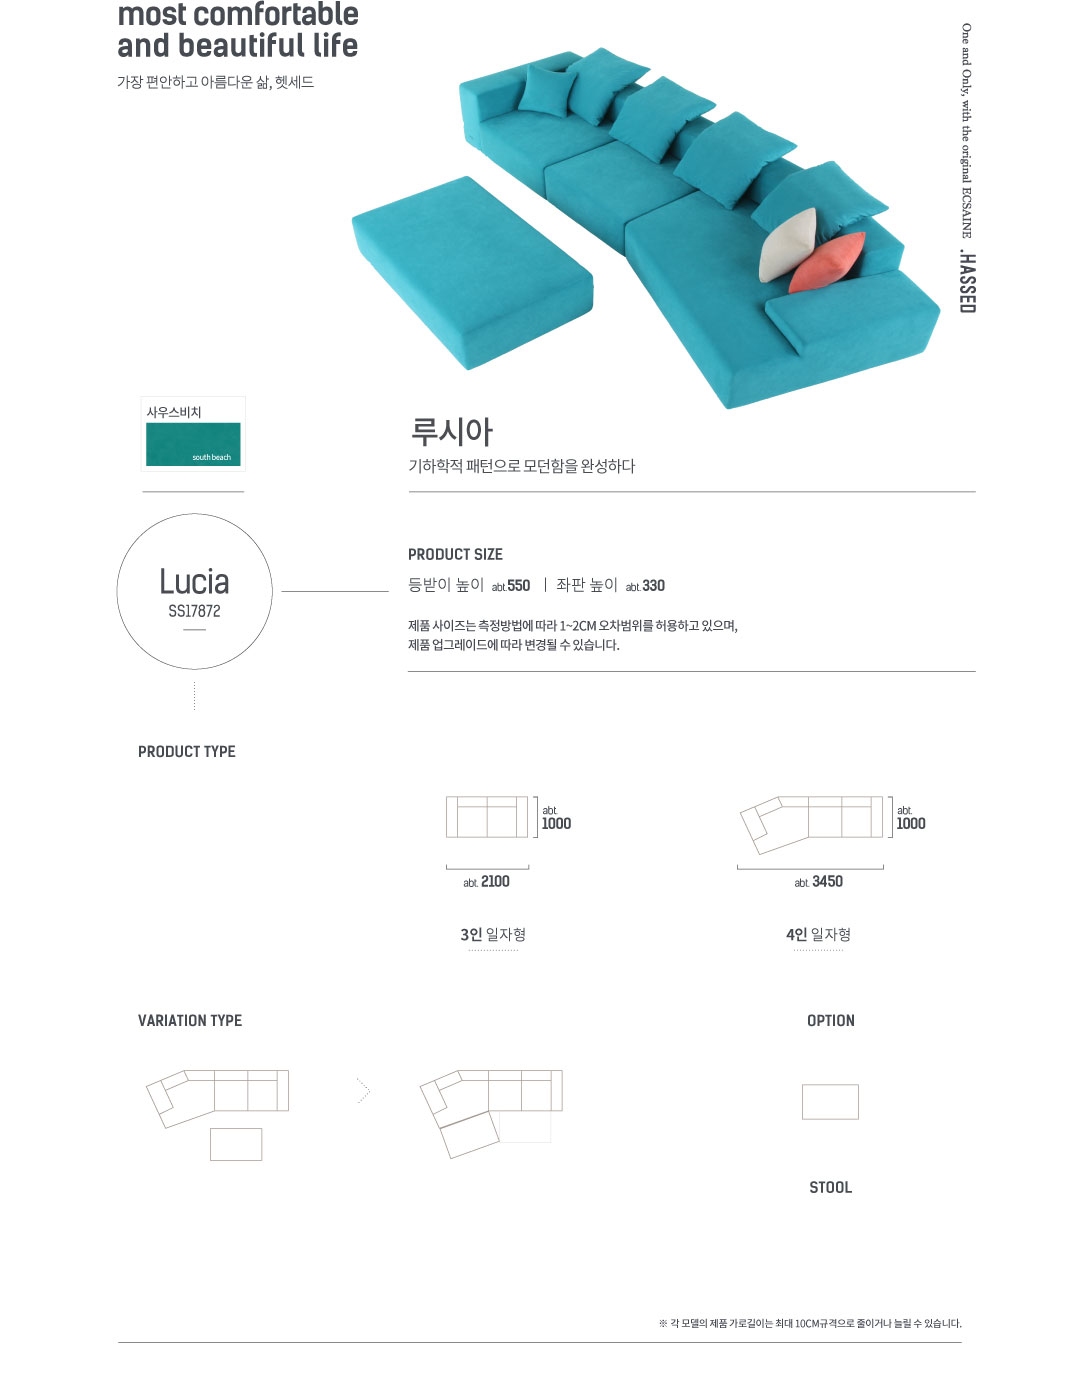 most comfortable
and beautiful life
가장 편안하고 아름다운 삶, 헷세드
One and Only, with the original ECSAINE .HASSED
사우스비치
south beach
루시아
기하학적 패턴으로 모던함을 완성하다
Lucia
SS17872
PRODUCT SIZE
등받이 높이 abt.550 | 좌판 높이 abt.330
제품 사이즈는 측정방법에 따라 1~2CM 오차범위를 허용하고 있으며,
제품 업그레이드에 따라 변경될 수 있습니다.
PRODUCT TYPE
abt.
1000
abt. 2100
3인 일자형
abt.
1000
abt. 3450
4인 일자형
VARIATION TYPE
OPTION
STOOL
※ 각 모델의 제품 가로길이는 최대 10CM규격으로 줄이거나 늘릴 수 있습니다.